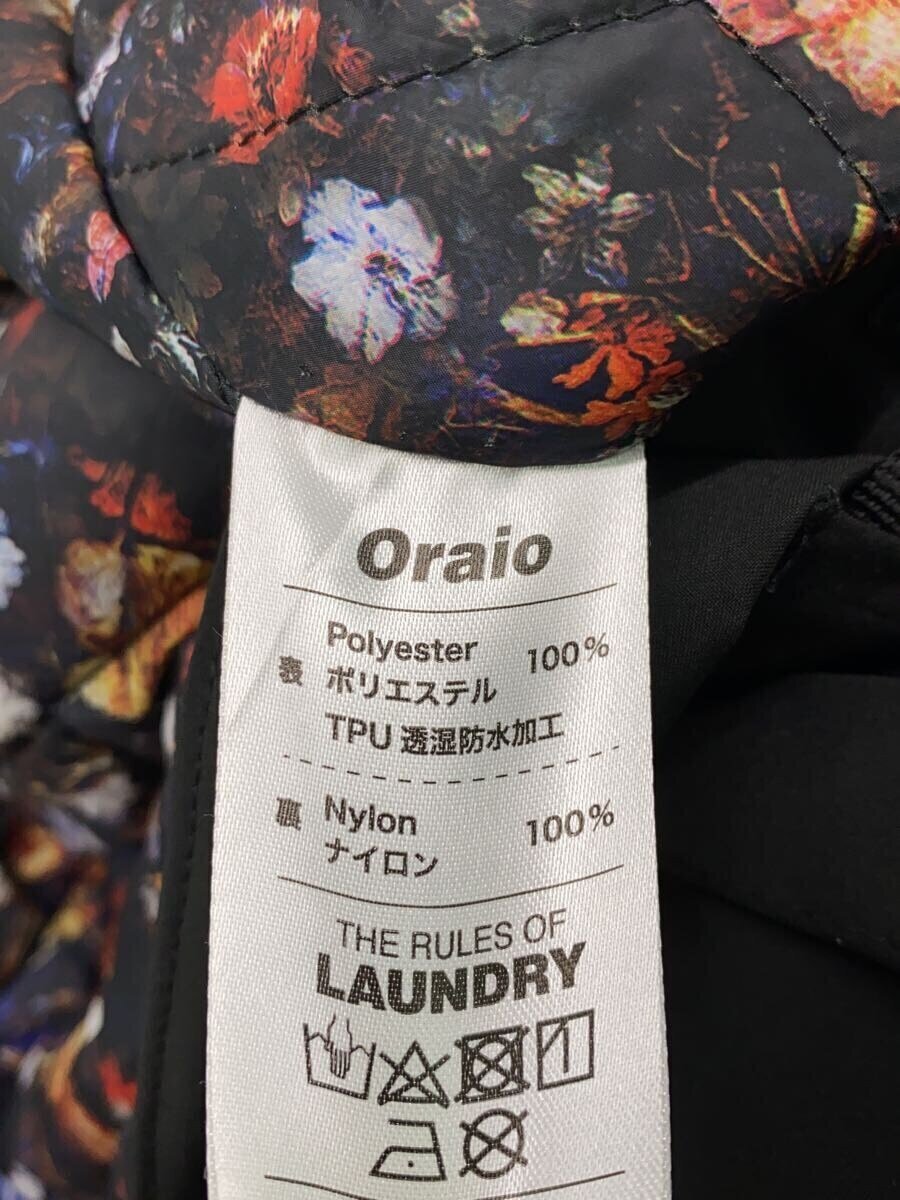 Oraio
表 Polyester 100%
ポリエステル
TPU 透湿防水加工
裏 Nylon 100%
ナイロン
THE RULES OF
LAUNDRY